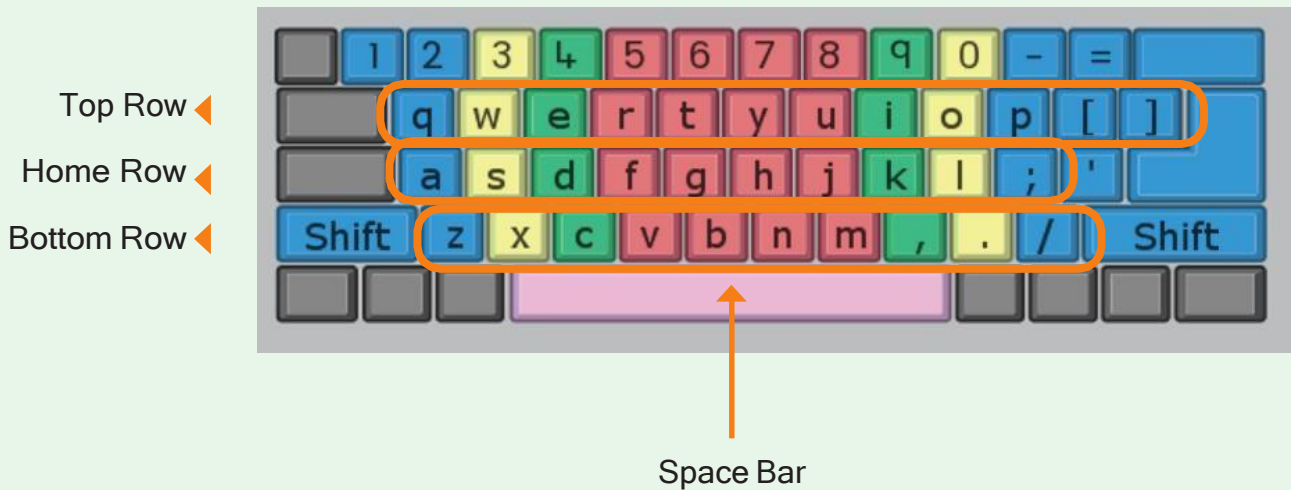 1 2 3 4 5 6 7 8 9 0 - =
Top Row q w e r t y u i o p [ ]
Home Row a s d f g h j k l ; '
Bottom Row Shift z x c v b n m , . / Shift
Space Bar